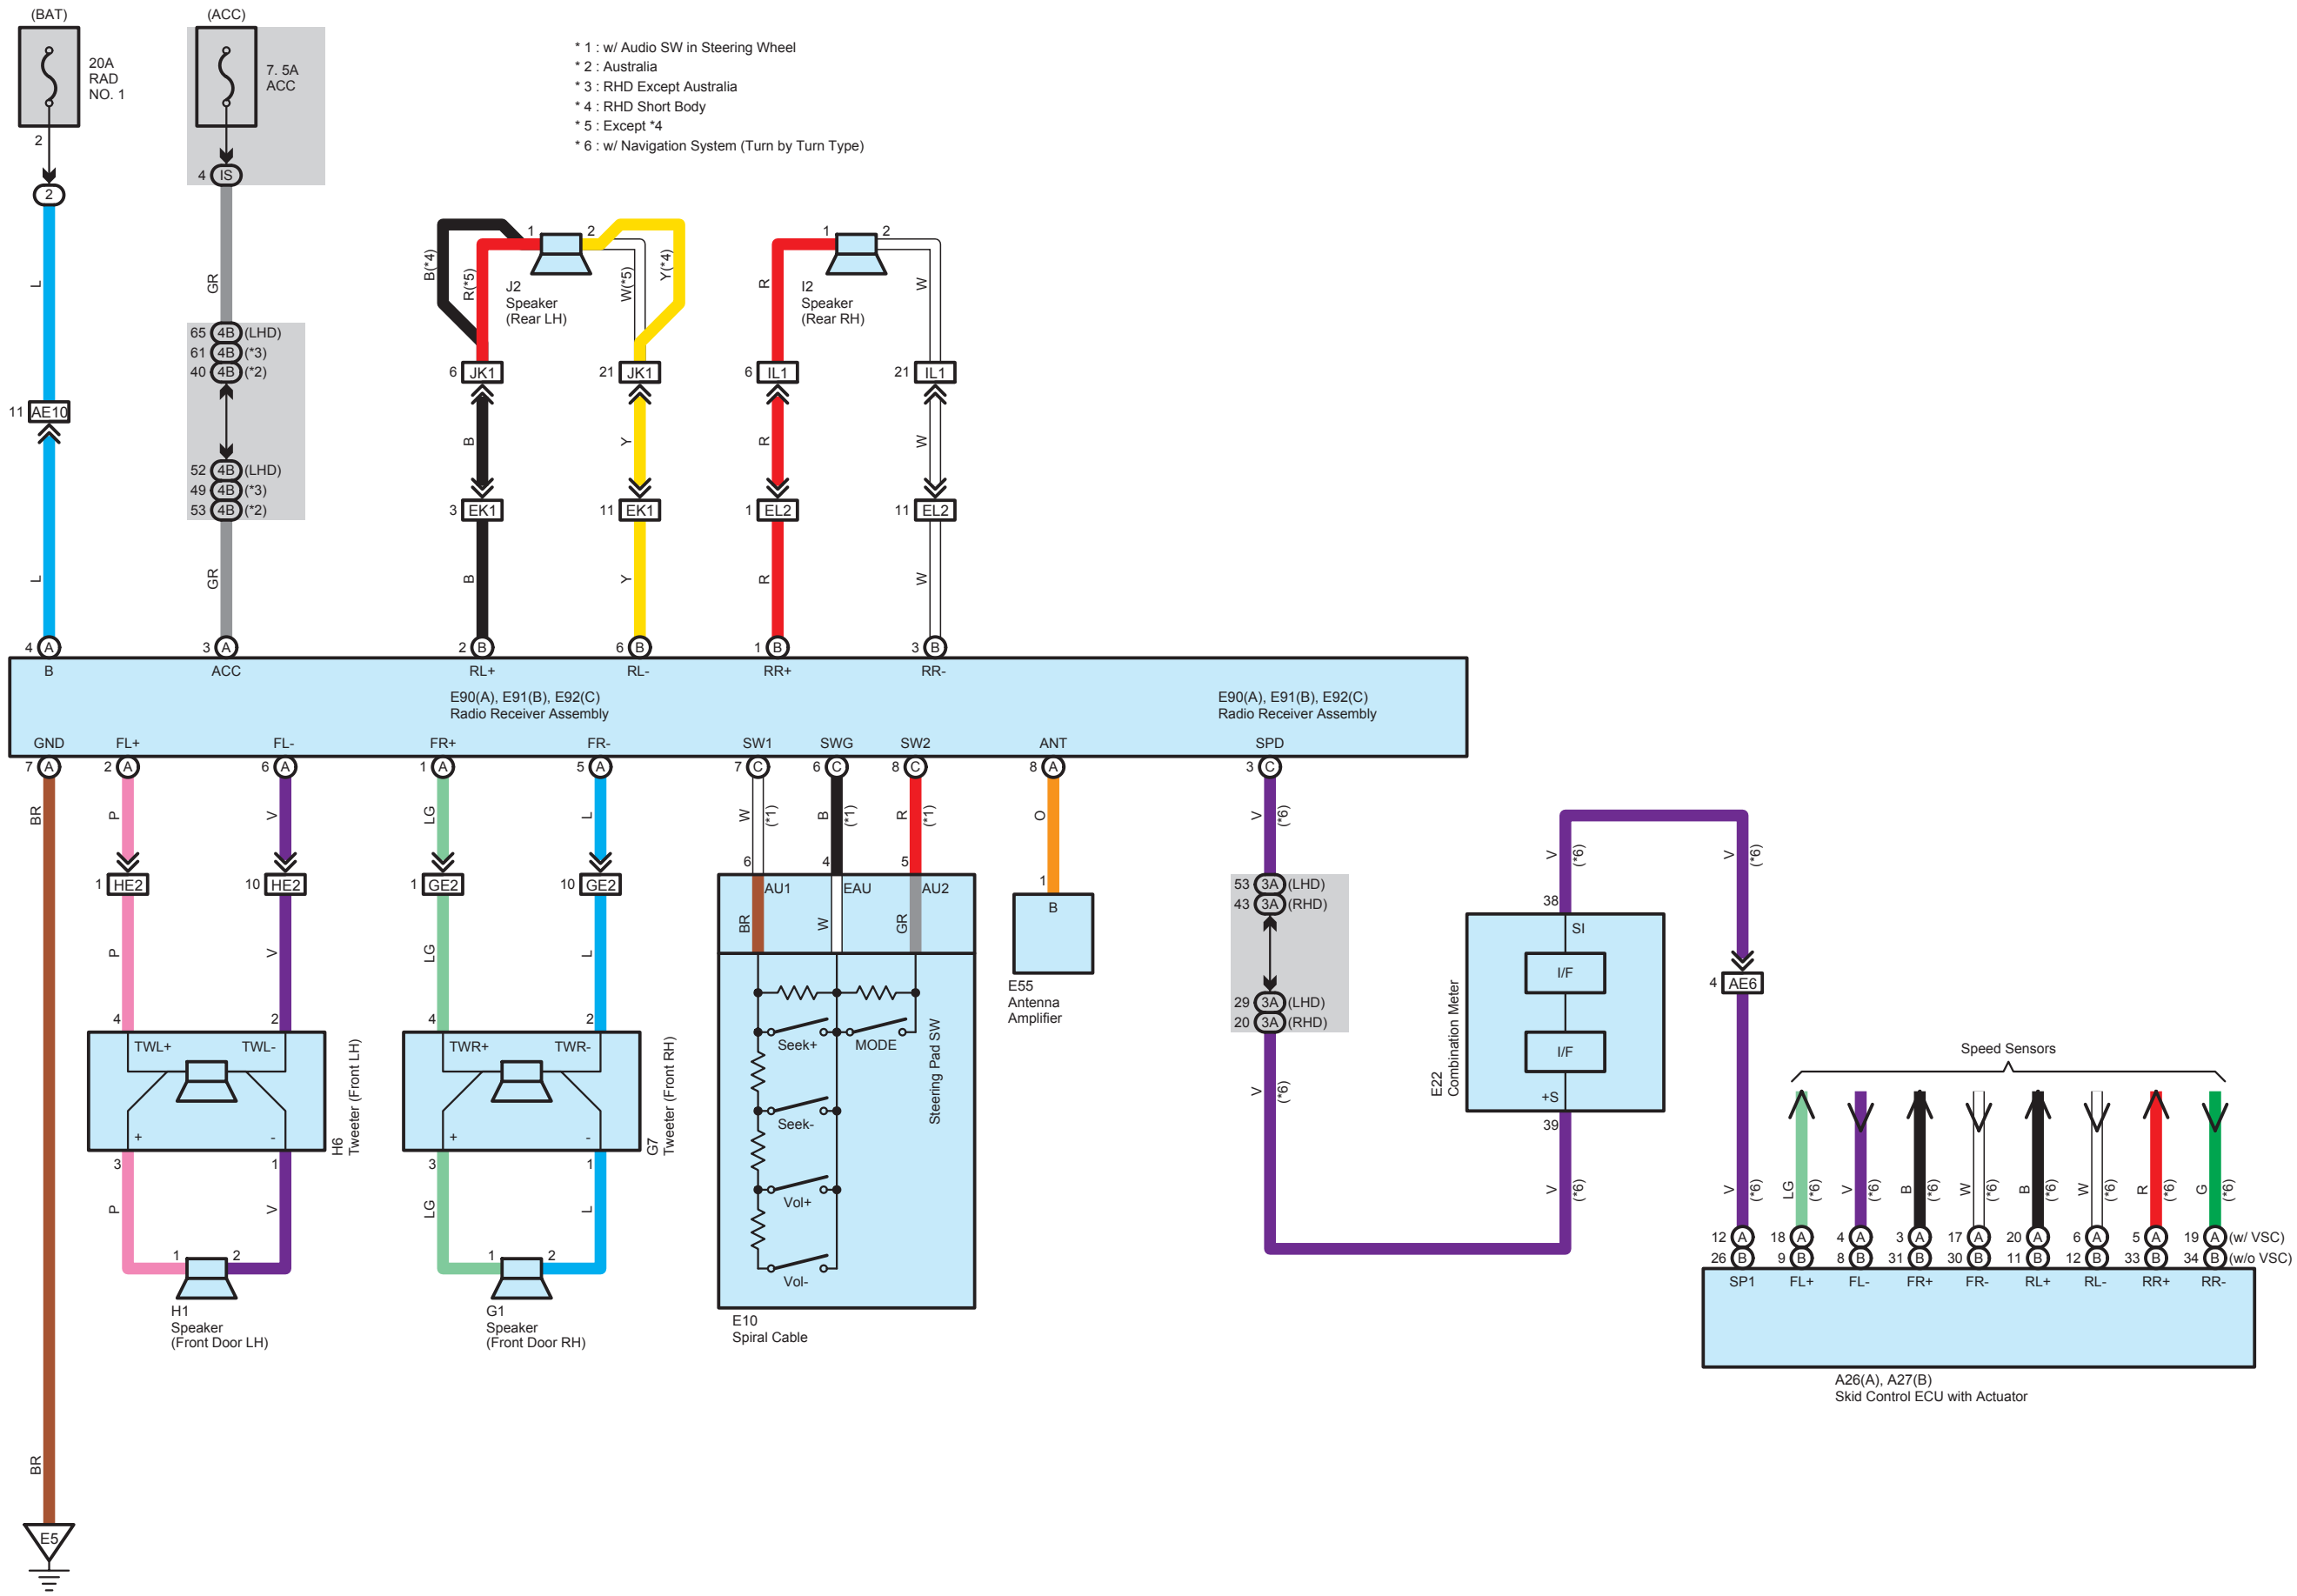 (BAT)
(ACC)
20A
RAD
NO. 1
7. 5A
ACC
* 1 : w/ Audio SW in Steering Wheel
* 2 : Australia
* 3 : RHD Except Australia
* 4 : RHD Short Body
* 5 : Except *4
* 6 : w/ Navigation System (Turn by Turn Type)
2
2
4 IS
L
GR
B(*4)
R(*5)
1 2
W(*5)
Y(*4)
J2
Speaker
(Rear LH)
R
1 2
W
I2
Speaker
(Rear RH)
65 4B (LHD)
61 4B (*3)
40 4B (*2)
6 JK1
21 JK1
6 IL1
21 IL1
11 AE10
B
Y
R
W
52 4B (LHD)
49 4B (*3)
53 4B (*2)
3 EK1
11 EK1
1 EL2
11 EL2
L
GR
B
Y
R
W
4 A
3 A
2 B
6 B
1 B
3 B
B
ACC
RL+
RL-
RR+
RR-
E90(A), E91(B), E92(C)
Radio Receiver Assembly
E90(A), E91(B), E92(C)
Radio Receiver Assembly
GND
FL+
FL-
FR+
FR-
SW1
SWG
SW2
ANT
SPD
7 A
2 A
6 A
1 A
5 A
7 C
6 C
8 C
8 A
3 C
BR
P
V
LG
L
W
(*1)
B
(*1)
R
(*1)
O
V
(*6)
V
(*6)
V
(*6)
1 HE2
10 HE2
1 GE2
10 GE2
6
4
5
AU1
EAU
AU2
BR
W
GR
1
B
E55
Antenna
Amplifier
53 3A (LHD)
43 3A (RHD)
29 3A (LHD)
20 3A (RHD)
38
SI
I/F
I/F
+S
39
E22
Combination Meter
4 AE6
P
V
LG
L
4
2
4
2
TWL+
TWL-
+
-
H6
Tweeter (Front LH)
TWR+
TWR-
+
-
G7
Tweeter (Front RH)
3
1
3
1
P
V
LG
L
1 2
H1
Speaker
(Front Door LH)
1 2
G1
Speaker
(Front Door RH)
Seek+
MODE
Seek-
Vol+
Vol-
Steering Pad SW
E10
Spiral Cable
V
(*6)
V
(*6)
Speed Sensors
V
(*6)
LG
(*6)
V
(*6)
B
(*6)
W
(*6)
B
(*6)
W
(*6)
R
(*6)
G
(*6)
12 A 18 A 4 A 3 A 17 A 20 A 6 A 5 A 19 A (w/ VSC)
26 B 9 B 8 B 31 B 30 B 11 B 12 B 33 B 34 B (w/o VSC)
SP1 FL+ FL- FR+ FR- RL+ RL- RR+ RR-
A26(A), A27(B)
Skid Control ECU with Actuator
BR
E5